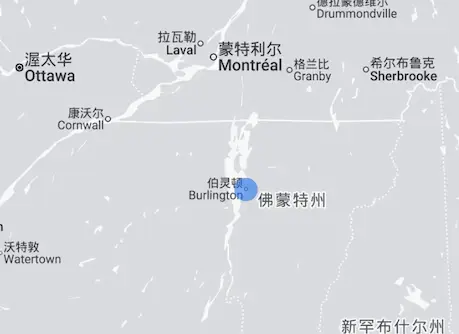 德拉蒙德维尔
Drummondville
拉瓦勒
Laval
渥太华
Ottawa
蒙特利尔
Montréal
格兰比
Granby
希尔布鲁克
Sherbrooke
康沃尔
Cornwall
伯灵顿
Burlington
佛蒙特州
沃特敦
Watertown
新罕布什尔州